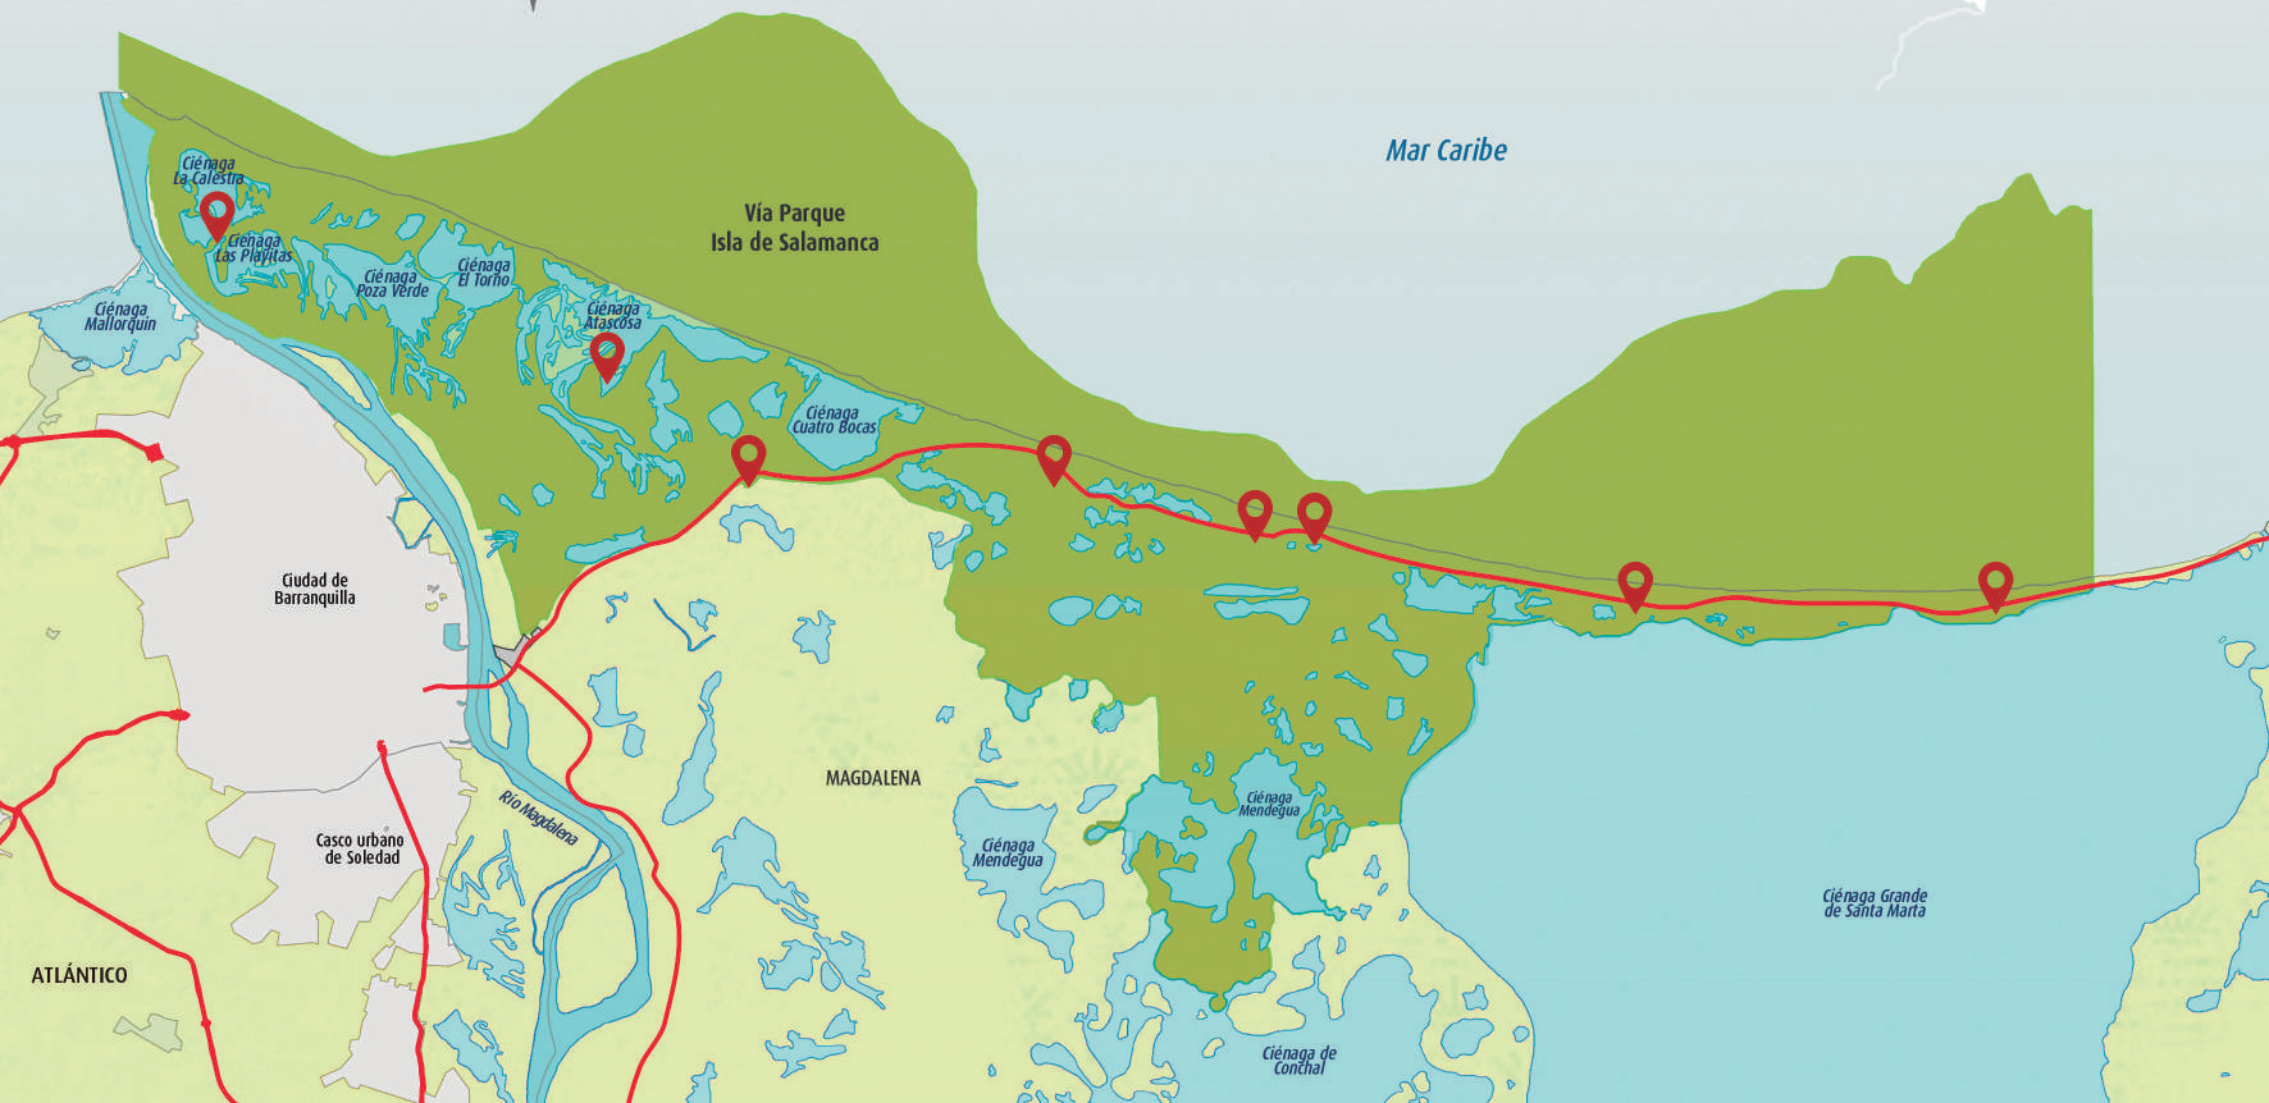 Mar Caribe
Ciénaga
La Calestra
Vía Parque
Isla de Salamanca
Ciénaga
Las Playitas
Ciénaga
Poza Verde
Ciénaga
El Torno
Ciénaga
Mallorquin
Ciénaga
Atascosa
Ciénaga
Cuatro Bocas
Ciudad de
Barranquilla
MAGDALENA
Río Magdalena
Ciénaga
Mendegua
Casco urbano
de Soledad
Ciénaga
Mendegua
Ciénaga Grande
de Santa Marta
ATLÁNTICO
Ciénaga de
Conchal